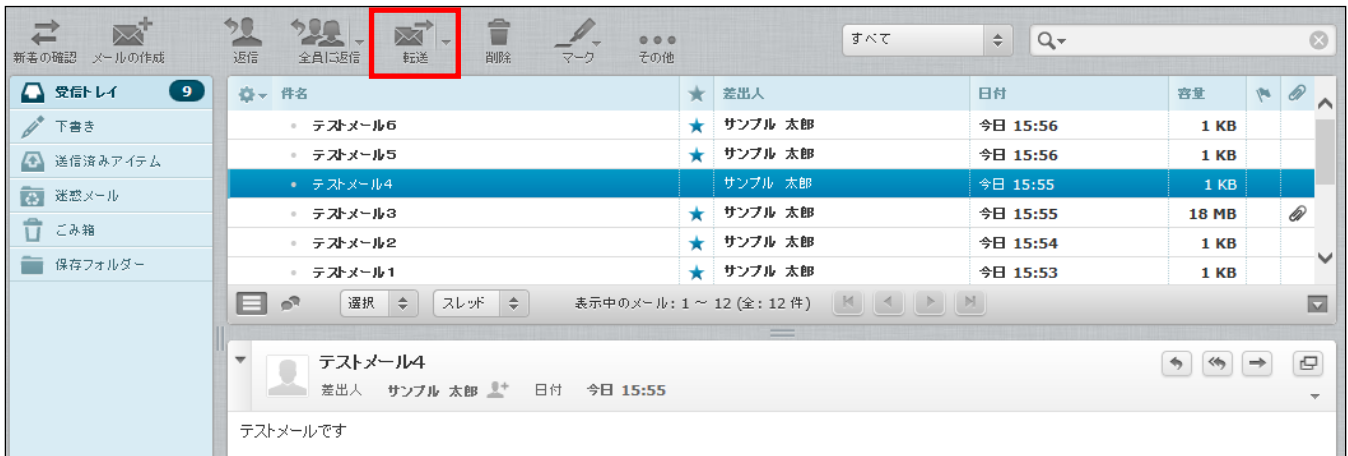 新着の確認 メールの作成 返信 全員に返信 転送 削除 マーク その他 すべて
受信トレイ 9
下書き
送信済みアイテム
迷惑メール
ごみ箱
保存フォルダー
件名 差出人 日付 容量
テストメール6 サンプル 太郎 今日 15:56 1 KB
テストメール5 サンプル 太郎 今日 15:56 1 KB
テストメール4 サンプル 太郎 今日 15:55 1 KB
テストメール3 サンプル 太郎 今日 15:55 18 MB
テストメール2 サンプル 太郎 今日 15:54 1 KB
テストメール1 サンプル 太郎 今日 15:53 1 KB
選択 スレッド 表示中のメール: 1 ～ 12 (全: 12 件)
テストメール4
差出人 サンプル 太郎 日付 今日 15:55
テストメールです